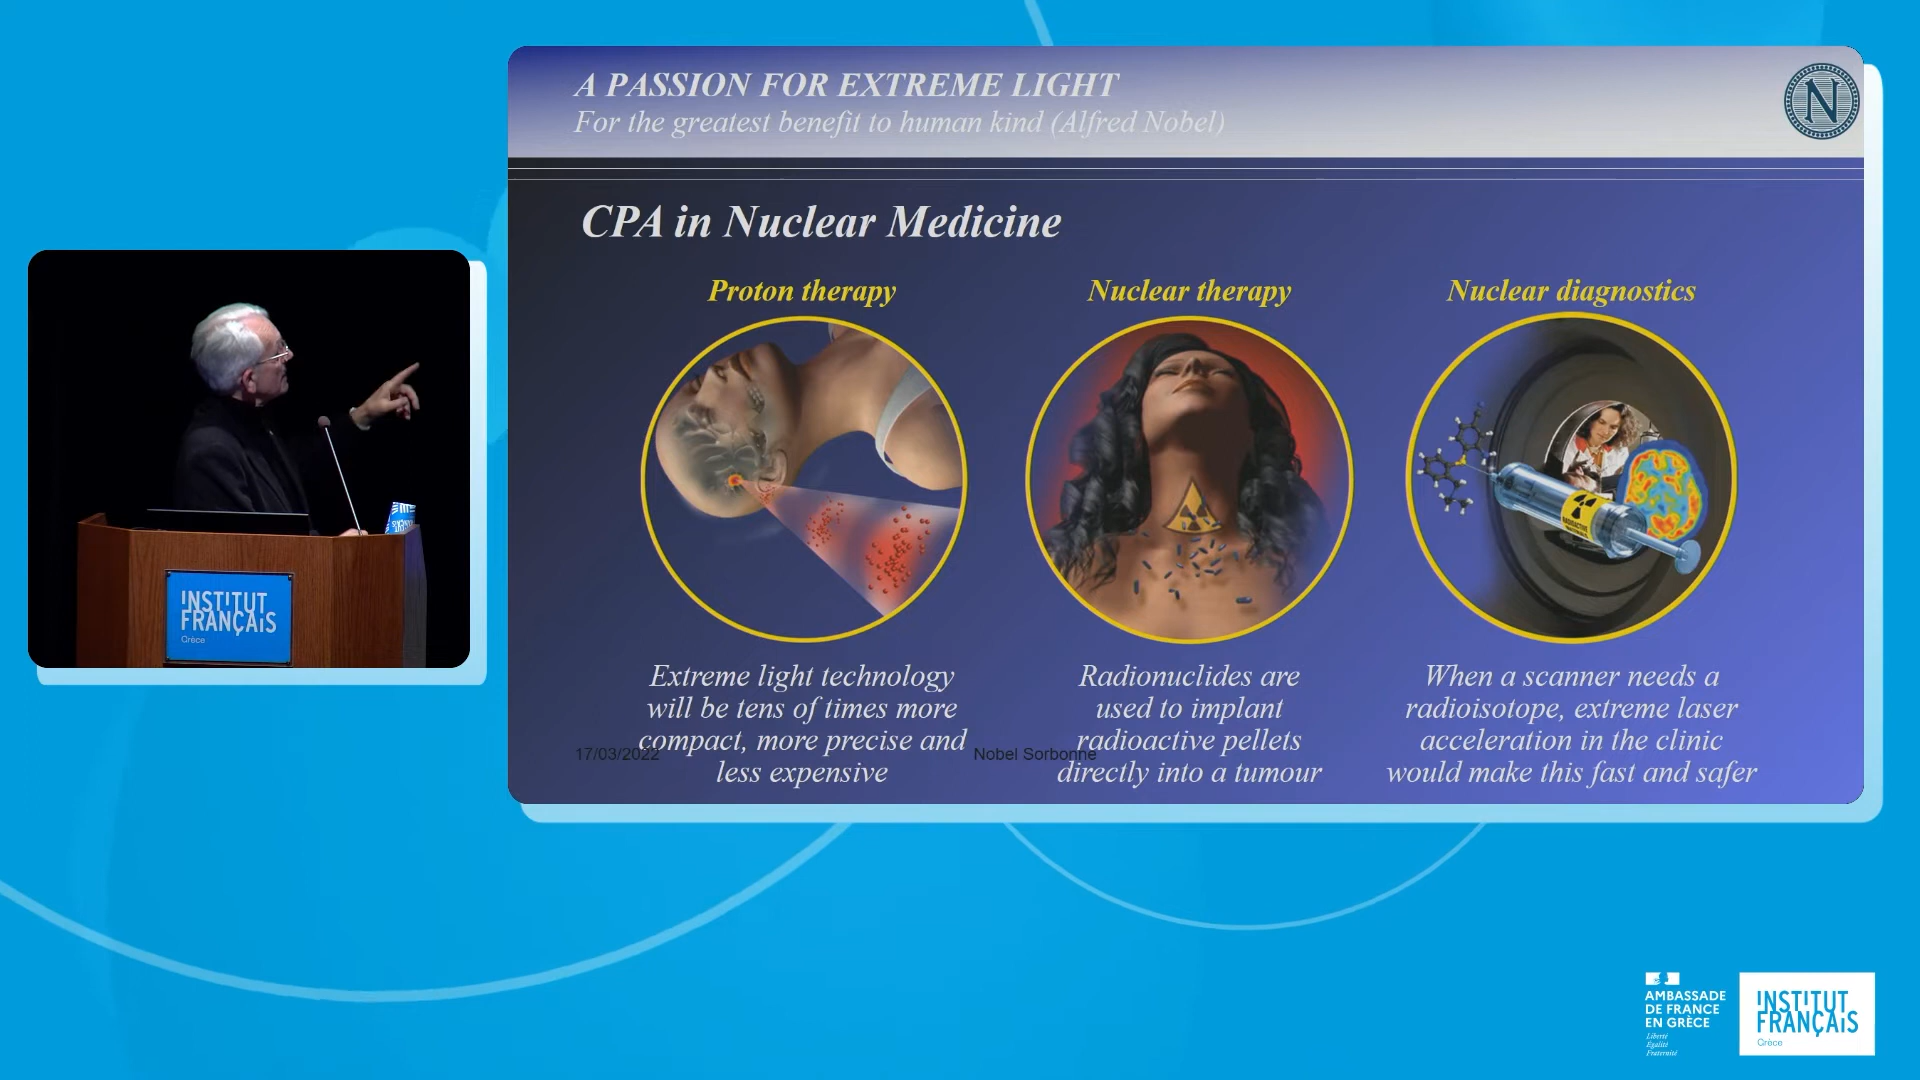 A PASSION FOR EXTREME LIGHT
For the greatest benefit to human kind (Alfred Nobel)
N
CPA in Nuclear Medicine
Proton therapy
Nuclear therapy
Nuclear diagnostics
RADIOACTIVE
Extreme light technology
will be tens of times more
compact, more precise and
less expensive
Radionuclides are
used to implant
radioactive pellets
directly into a tumour
When a scanner needs a
radioisotope, extreme laser
acceleration in the clinic
would make this fast and safer
17/03/2022
Nobel Sorbonne
INSTITUT
FRANÇAIS
Grèce
AMBASSADE
DE FRANCE
EN GRÈCE
Liberté
Égalité
Fraternité
INSTITUT
FRANÇAIS
Grèce